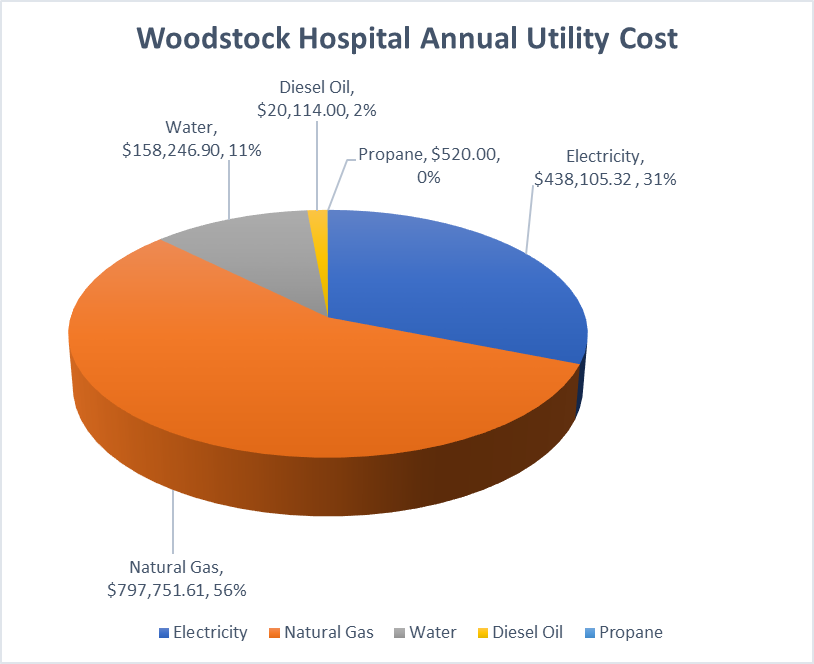 Woodstock Hospital Annual Utility Cost
Diesel Oil,
$20,114.00, 2%
Water,
$158,246.90, 11%
Propane, $520.00,
0%
Electricity,
$438,105.32 , 31%
Natural Gas,
$797,751.61, 56%
Electricity Natural Gas Water Diesel Oil Propane